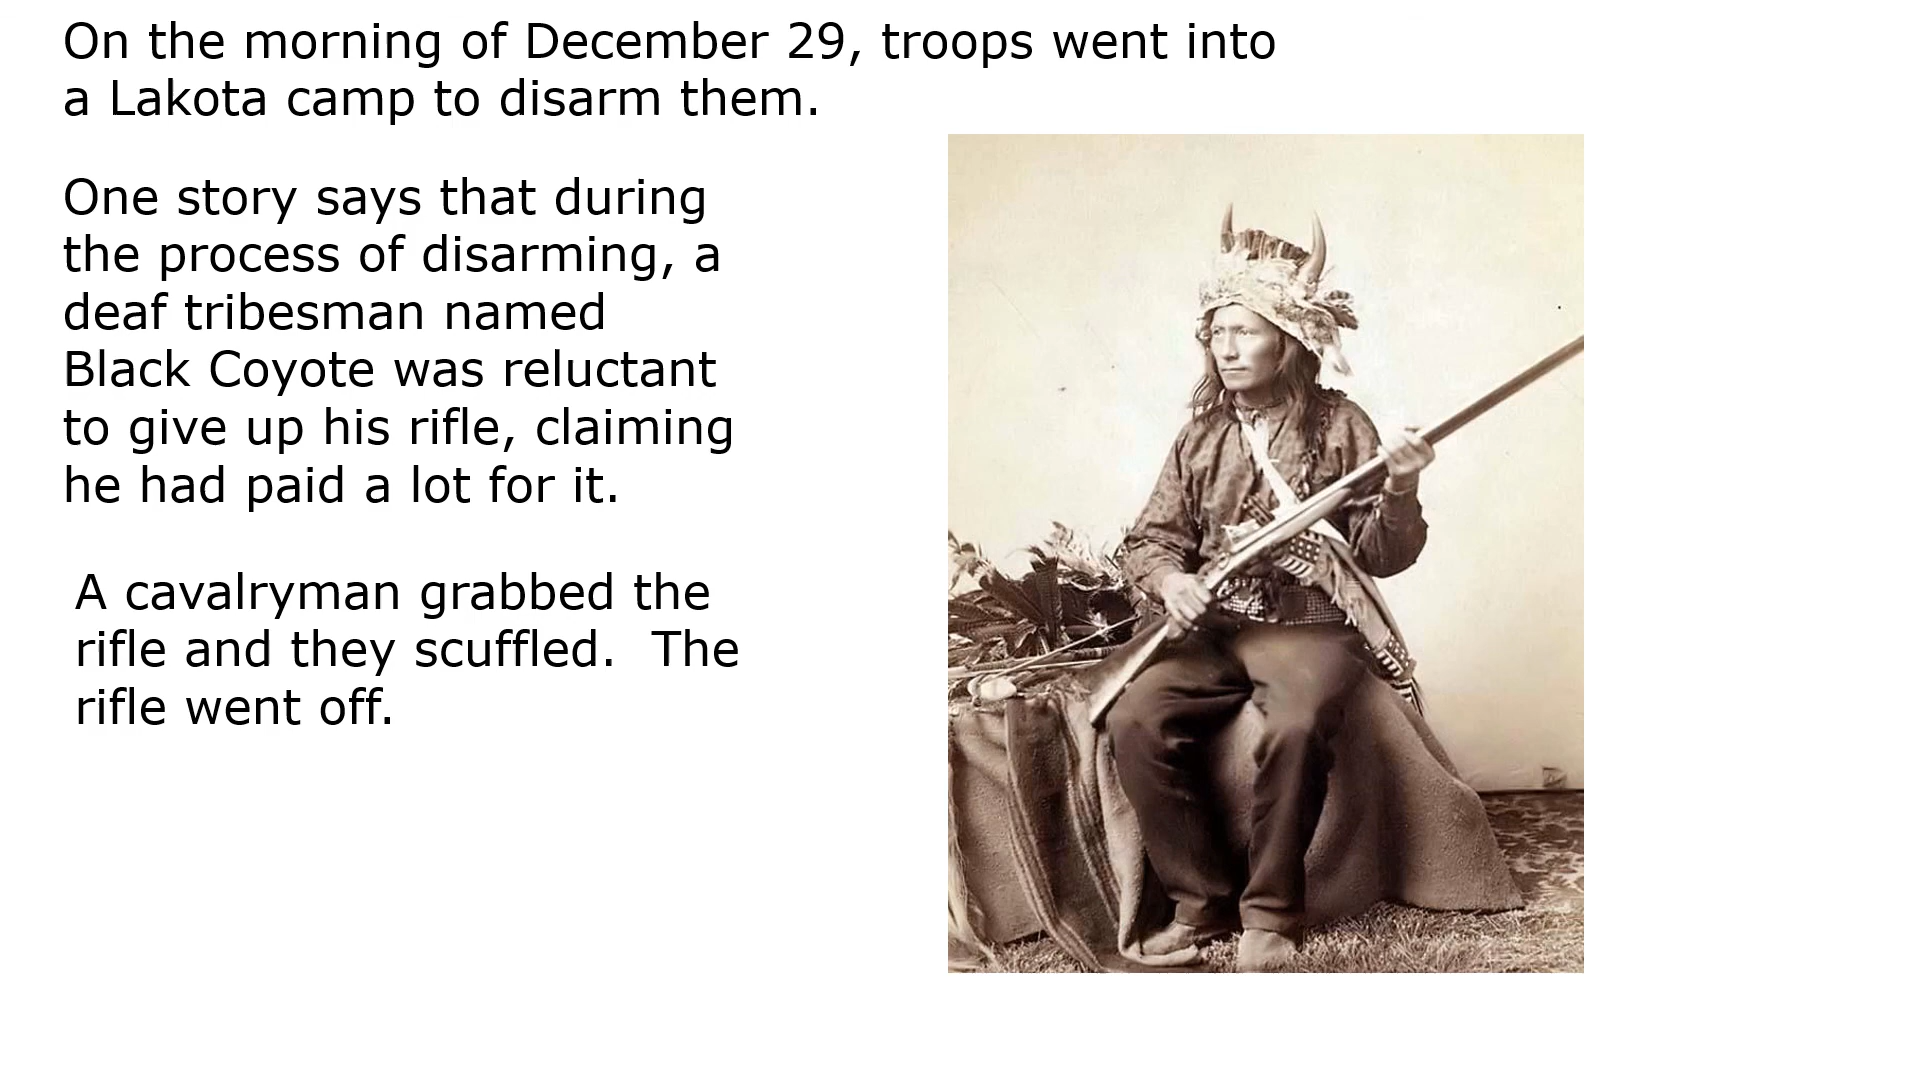 On the morning of December 29, troops went into
a Lakota camp to disarm them.
One story says that during
the process of disarming, a
deaf tribesman named
Black Coyote was reluctant
to give up his rifle, claiming
he had paid a lot for it.
A cavalryman grabbed the
rifle and they scuffled.  The
rifle went off.